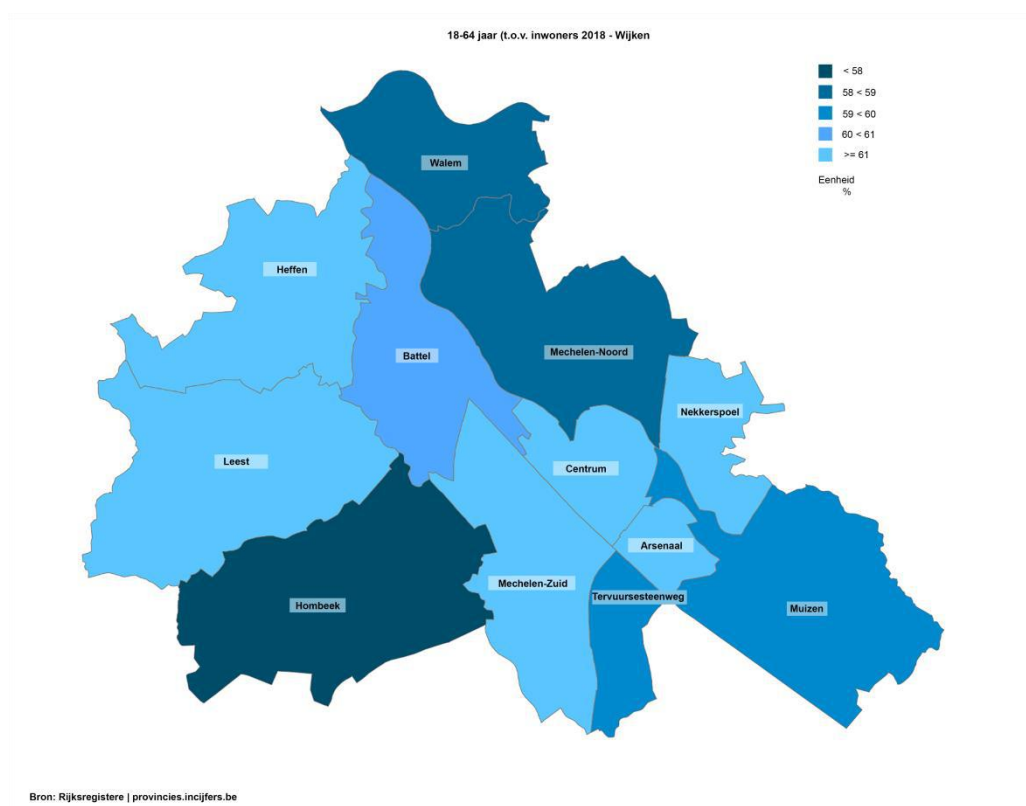 18-64 jaar (t.o.v. inwoners 2018 - Wijken
< 58
58 < 59
59 < 60
60 < 61
>= 61
Eenheid
%
Walem
Heffen
Mechelen-Noord
Battel
Nekkerspoel
Leest
Centrum
Arsenaal
Mechelen-Zuid
Tervuursesteenweg
Hombeek
Muizen
Bron: Rijksregistere | provincies.incijfers.be